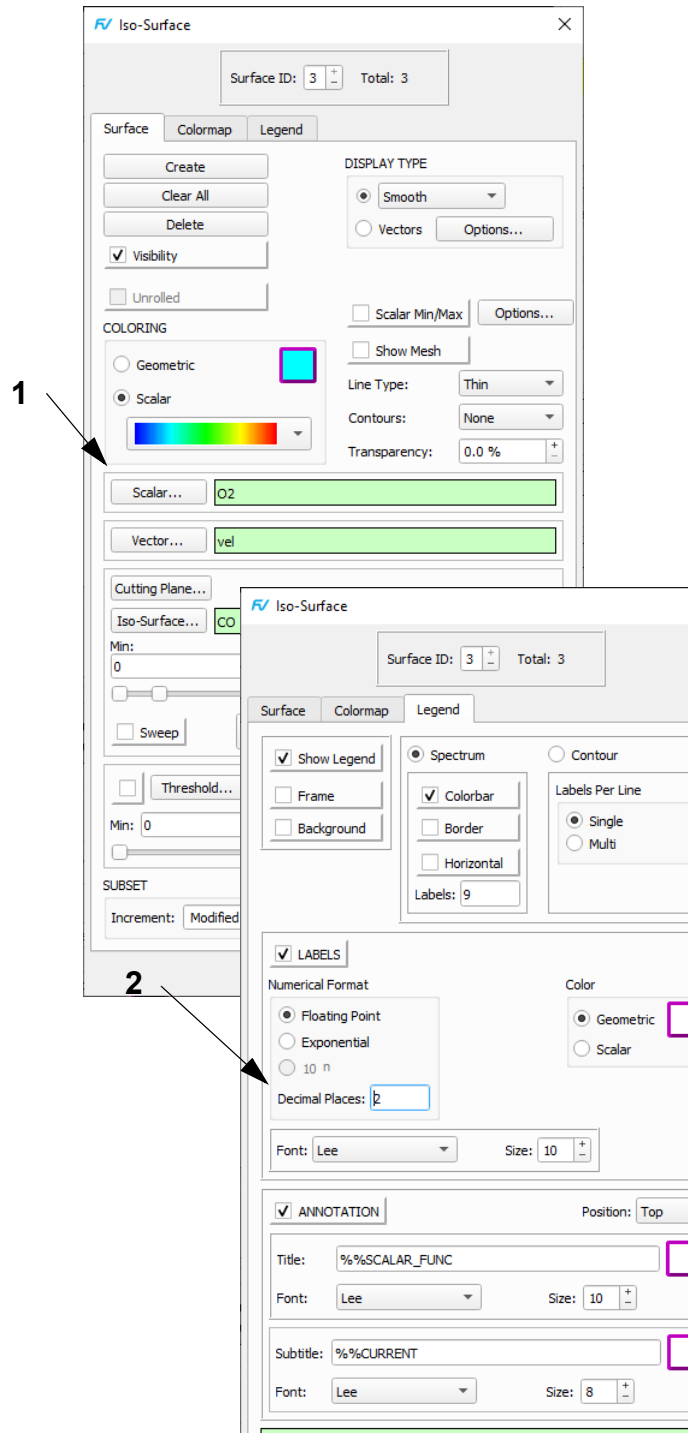 FV Iso-Surface
Surface ID: 3 Total: 3
Surface Colormap Legend
Create
Clear All
Delete
Visibility
Unrolled
DISPLAY TYPE
Smooth
Vectors Options...
Scalar Min/Max Options...
Show Mesh
Line Type: Thin
Contours: None
Transparency: 0.0 %
COLORING
Geometric
Scalar
1
Scalar... O2
Vector... vel
Cutting Plane...
Iso-Surface... CO
Min:
0
Sweep
Threshold...
Min: 0
SUBSET
Increment: Modified
2
FV Iso-Surface
Surface ID: 3 Total: 3
Surface Colormap Legend
Show Legend
Frame
Background
Spectrum
Colorbar
Border
Horizontal
Labels: 9
Contour
Labels Per Line
Single
Multi
LABELS
Numerical Format
Floating Point
Exponential
10 n
Decimal Places: 2
Color
Geometric
Scalar
Font: Lee Size: 10
ANNOTATION Position: Top
Title: %%SCALAR_FUNC
Font: Lee Size: 10
Subtitle: %%CURRENT
Font: Lee Size: 8